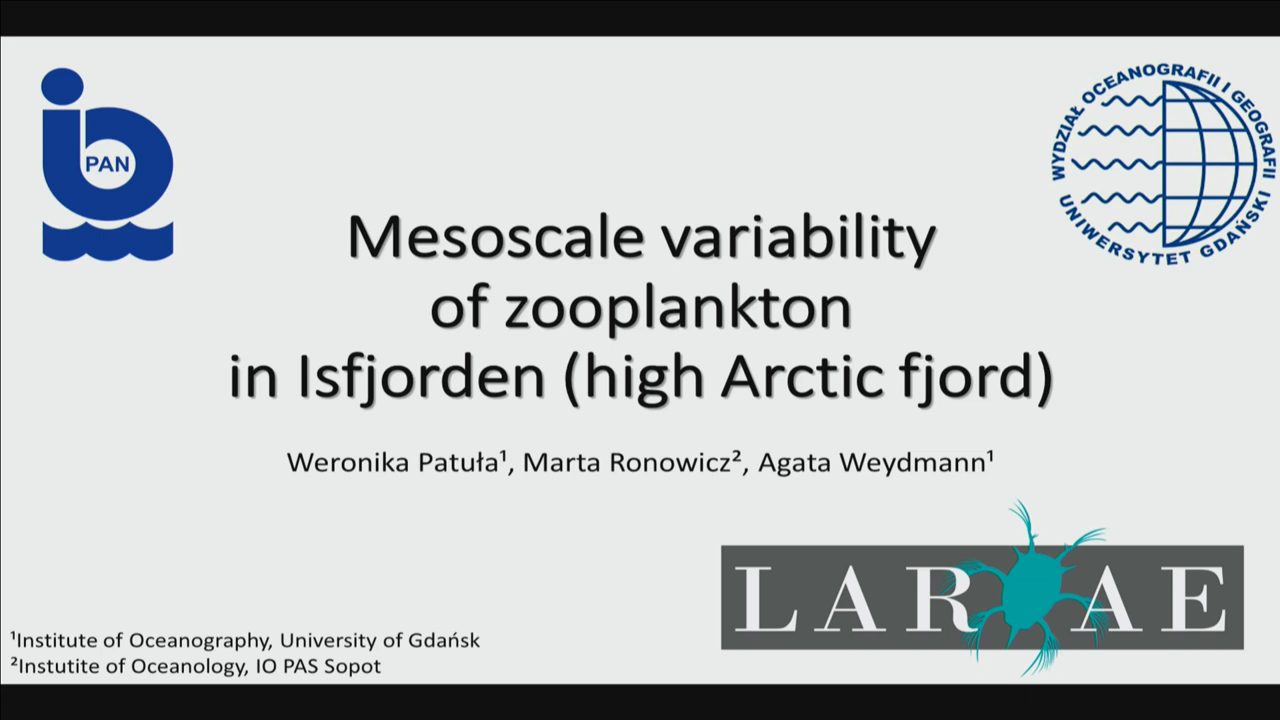 PAN
WYDZIAŁ OCEANOGRAFII I GEOGRAFII
UNIWERSYTET GDAŃSKI
Mesoscale variability
of zooplankton
in Isfjorden (high Arctic fjord)
Weronika Patuła¹, Marta Ronowicz², Agata Weydmann¹
LAR AE
¹Institute of Oceanography, University of Gdańsk
²Instutite of Oceanology, IO PAS Sopot